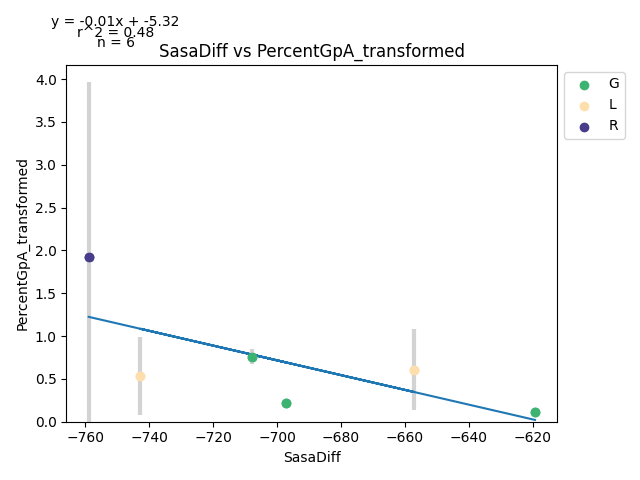 y = -0.01x + -5.32
r^2 = 0.48
n = 6
SasaDiff vs PercentGpA_transformed
4.0
3.5
3.0
2.5
2.0
1.5
1.0
0.5
0.0
PercentGpA_transformed
−760 −740 −720 −700 −680 −660 −640 −620
SasaDiff
G
L
R